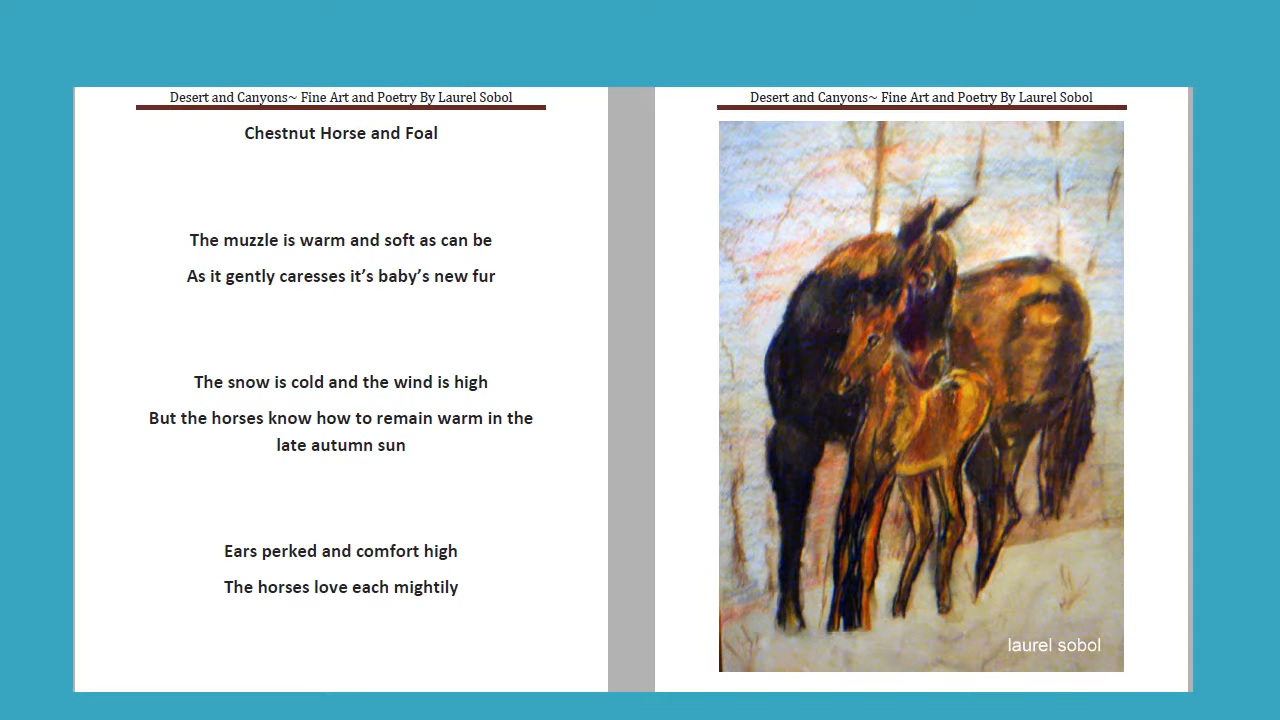 Desert and Canyons~ Fine Art and Poetry By Laurel Sobol
Chestnut Horse and Foal
The muzzle is warm and soft as can be
As it gently caresses it's baby's new fur
The snow is cold and the wind is high
But the horses know how to remain warm in the
late autumn sun
Ears perked and comfort high
The horses love each mightily
Desert and Canyons~ Fine Art and Poetry By Laurel Sobol
laurel sobol